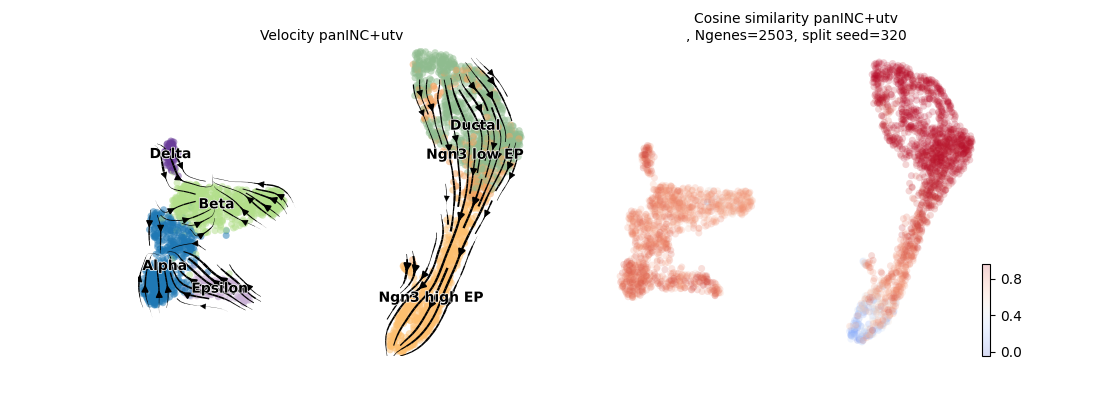 Velocity panINC+utv
Cosine similarity panINC+utv
, Ngenes=2503, split seed=320
Ductal
Delta
Ngn3 low EP
Beta
Alpha
Epsilon
Ngn3 high EP
0.8
0.4
0.0